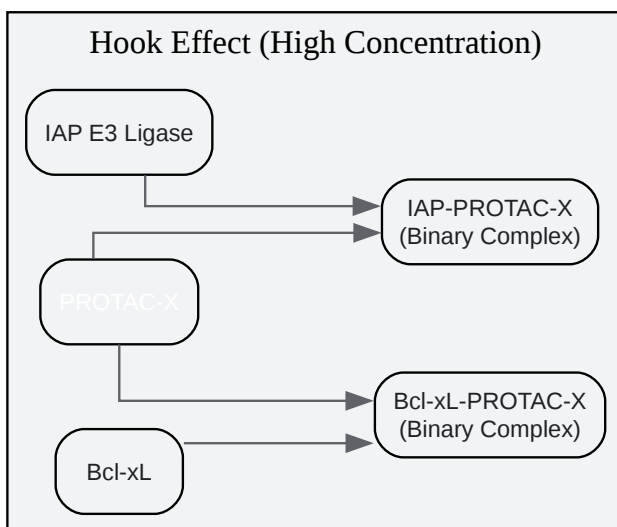 Hook Effect (High Concentration)
IAP E3 Ligase
IAP-PROTAC-X
(Binary Complex)
PROTAC-X
Bcl-xL-PROTAC-X
(Binary Complex)
Bcl-xL